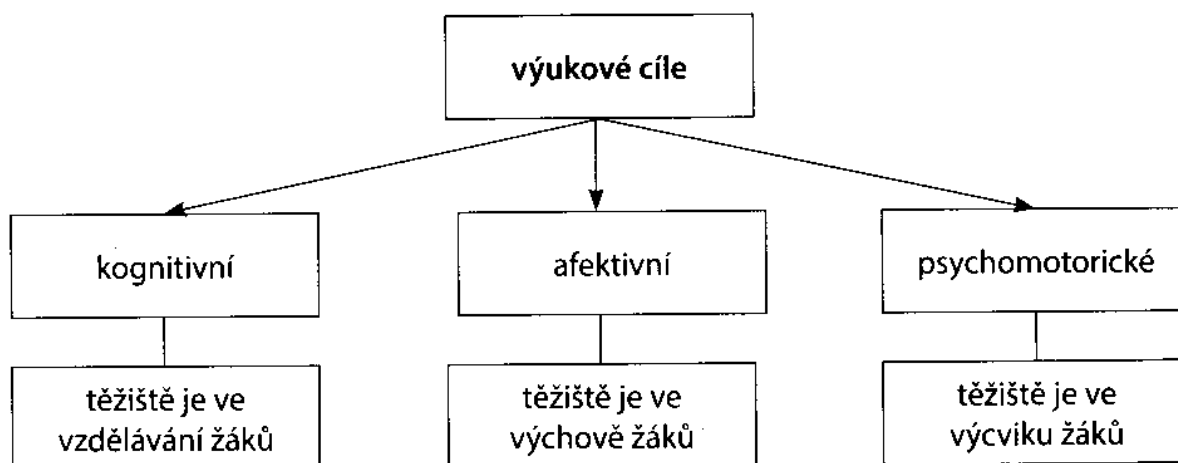 výukové cíle
kognitivní
afektivní
psychomotorické
těžiště je ve
vzdělávání žáků
těžiště je ve
výchově žáků
těžiště je ve
výcviku žáků